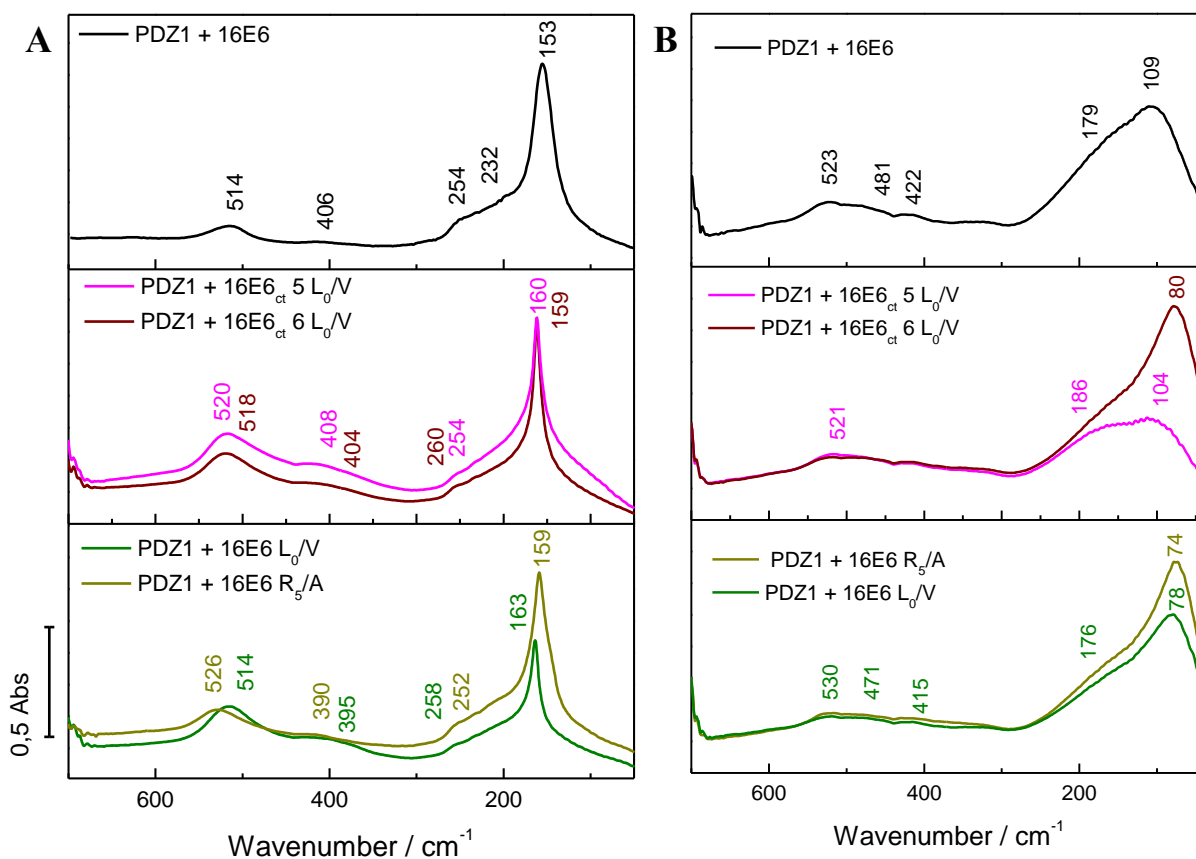 A
PDZ1 + 16E6
153
254
232
514
406
PDZ1 + 16E6ct 5 L0/V
PDZ1 + 16E6ct 6 L0/V
160
159
520
518
408
404
260
254
PDZ1 + 16E6 L0/V
PDZ1 + 16E6 R5/A
159
163
526
514
390
395
258
252
0,5 Abs
600
400
200
Wavenumber / cm-1
B
PDZ1 + 16E6
109
179
523
481
422
PDZ1 + 16E6ct 5 L0/V
PDZ1 + 16E6ct 6 L0/V
80
186
104
521
PDZ1 + 16E6 R5/A
PDZ1 + 16E6 L0/V
74
78
176
530
471
415
600
400
200
Wavenumber / cm-1